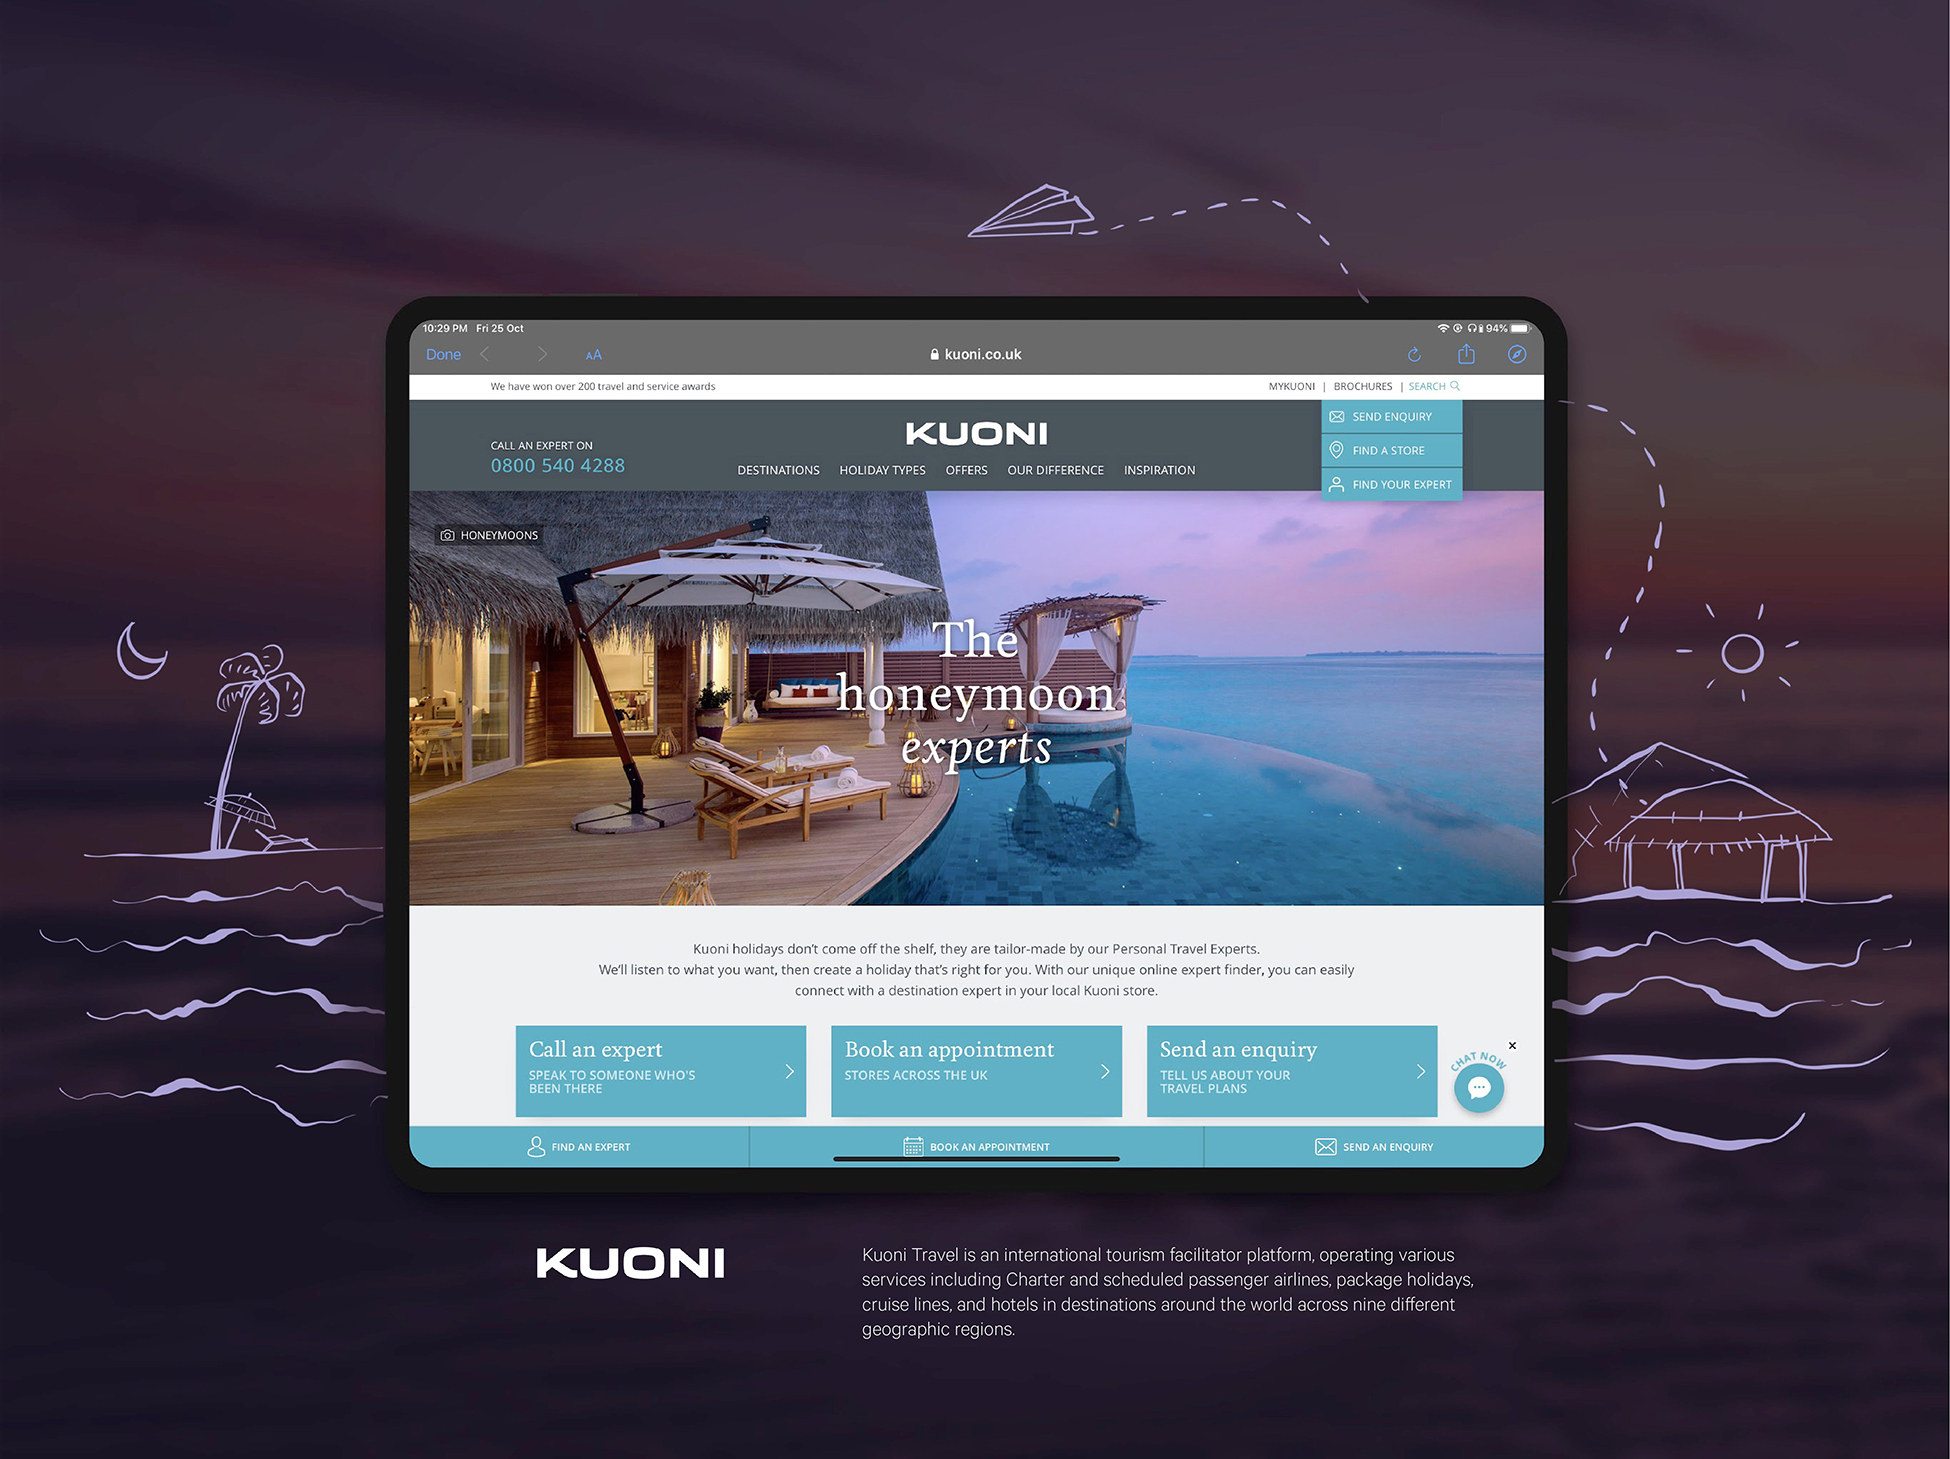 10:29 PM Fri 25 Oct
94%
Done
AA
kuoni.co.uk
We have won over 200 travel and service awards
MYKUONI | BROCHURES | SEARCH
CALL AN EXPERT ON
0800 540 4288
KUONI
DESTINATIONS HOLIDAY TYPES OFFERS OUR DIFFERENCE INSPIRATION
SEND ENQUIRY
FIND A STORE
FIND YOUR EXPERT
HONEYMOONS
The
honeymoon
experts
Kuoni holidays don't come off the shelf, they are tailor-made by our Personal Travel Experts.
We'll listen to what you want, then create a holiday that's right for you. With our unique online expert finder, you can easily
connect with a destination expert in your local Kuoni store.
Call an expert
SPEAK TO SOMEONE WHO'S
BEEN THERE
Book an appointment
STORES ACROSS THE UK
Send an enquiry
TELL US ABOUT YOUR
TRAVEL PLANS
CHAT NOW
FIND AN EXPERT
BOOK AN APPOINTMENT
SEND AN ENQUIRY
KUONI
Kuoni Travel is an international tourism facilitator platform, operating various
services including Charter and scheduled passenger airlines, package holidays,
cruise lines, and hotels in destinations around the world across nine different
geographic regions.